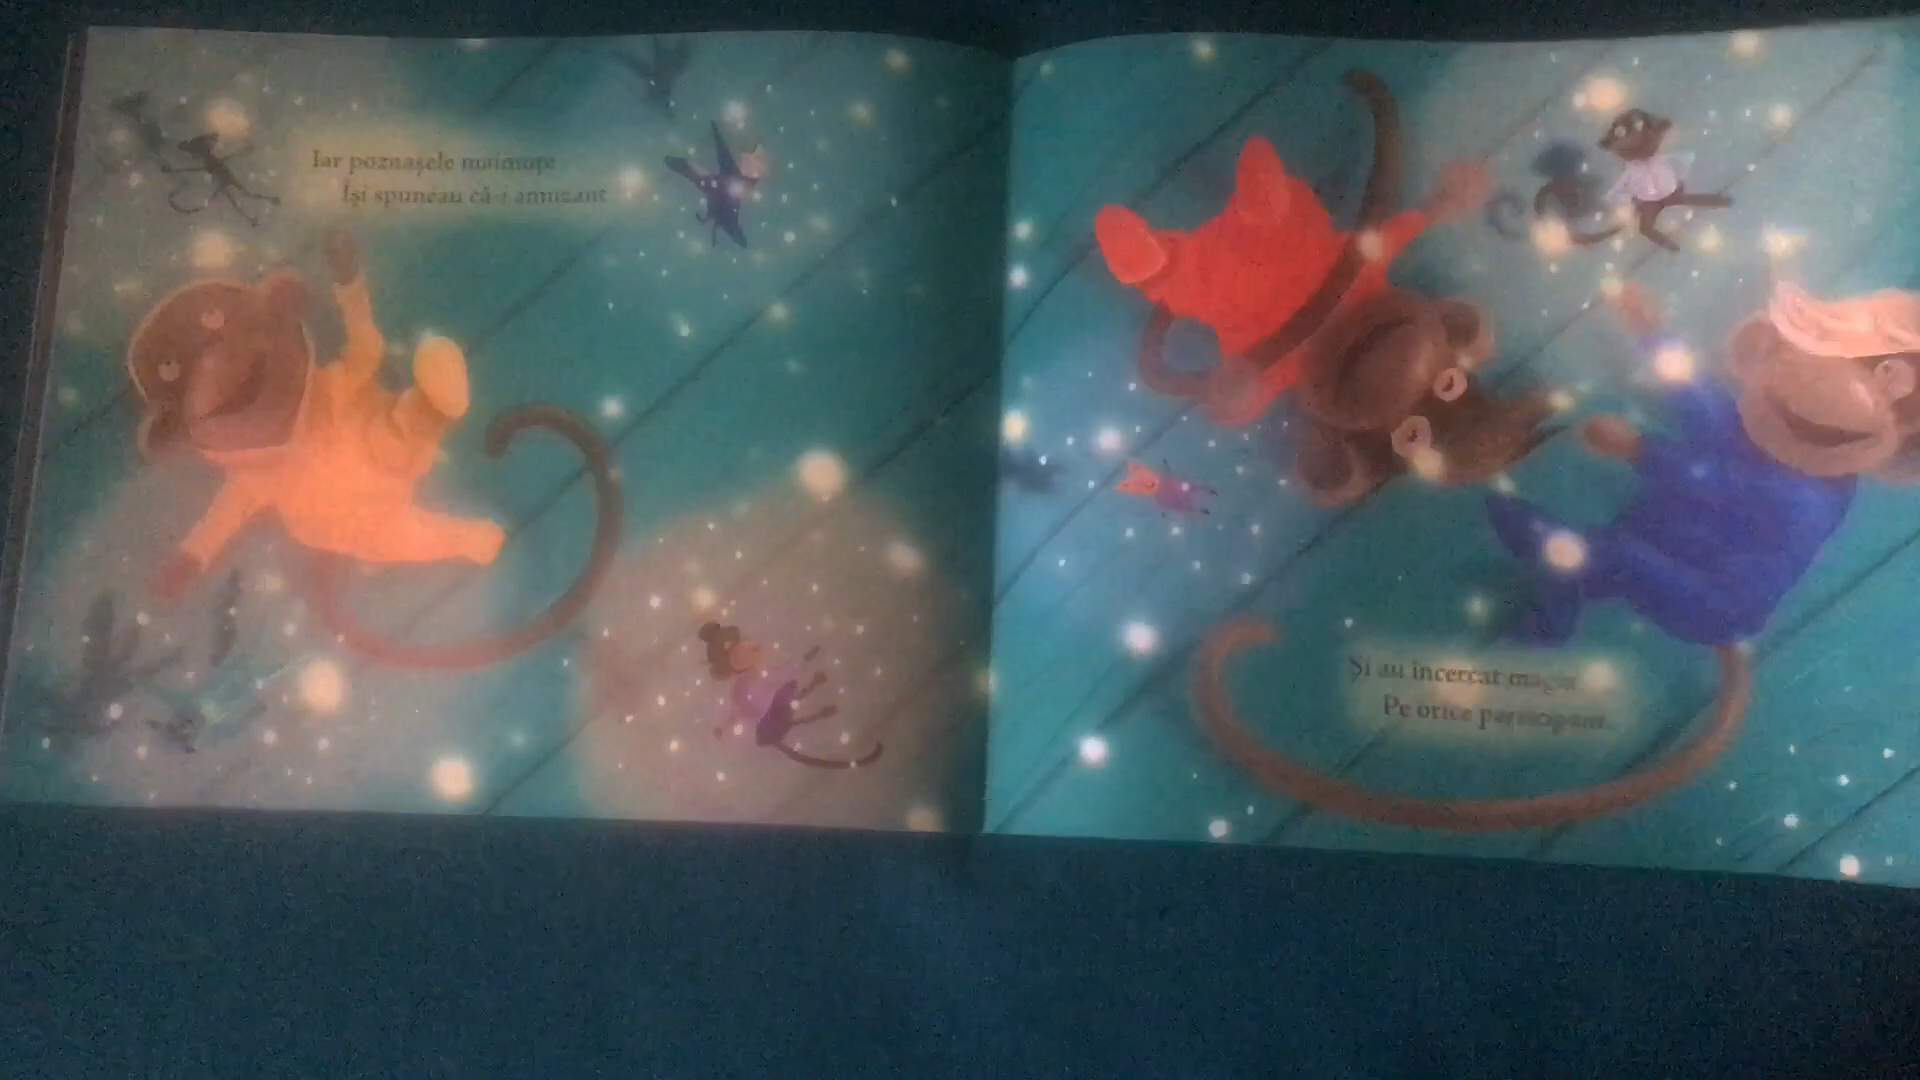 Iar poznașele maimuțe
Își spuneau că-i amuzant
Și au încercat magia
Pe orice participant.